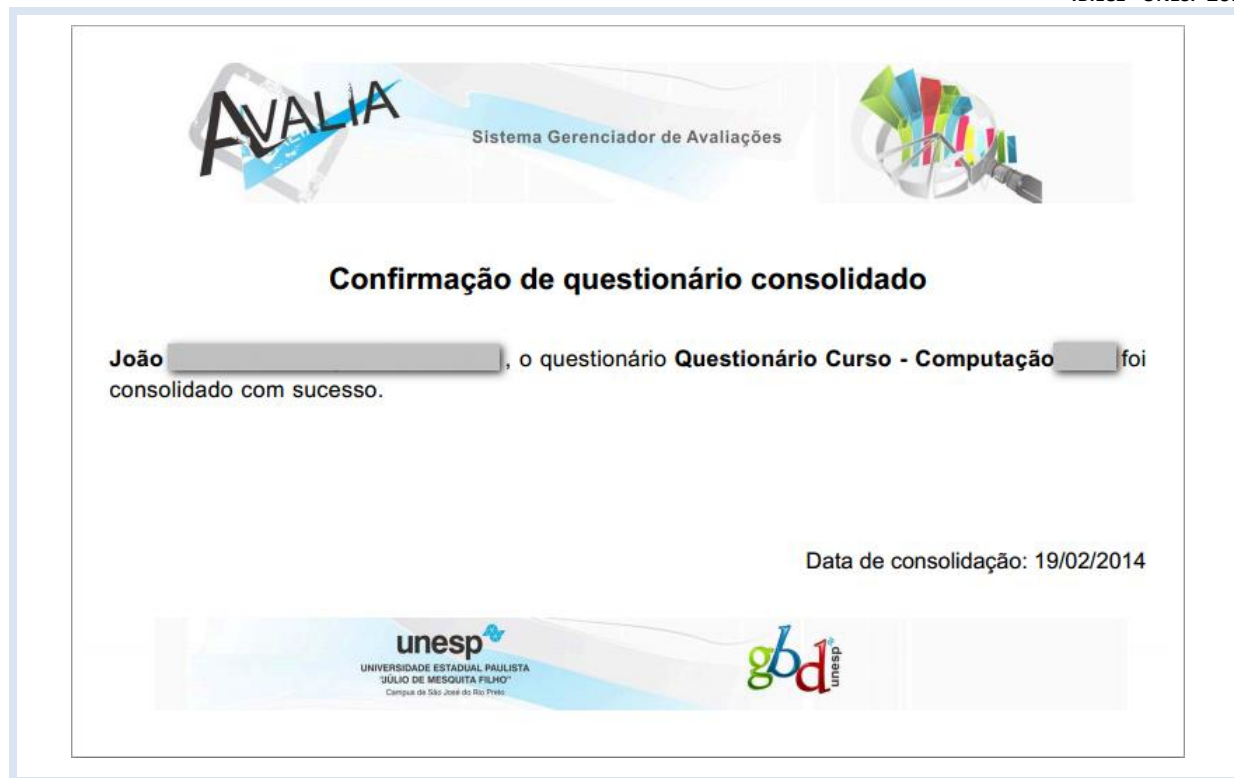 AVALIA
Sistema Gerenciador de Avaliações
Confirmação de questionário consolidado
João , o questionário Questionário Curso - Computação foi
consolidado com sucesso.
Data de consolidação: 19/02/2014
unesp
UNIVERSIDADE ESTADUAL PAULISTA
"JÚLIO DE MESQUITA FILHO"
Campus de São José do Rio Preto
gbd unesp